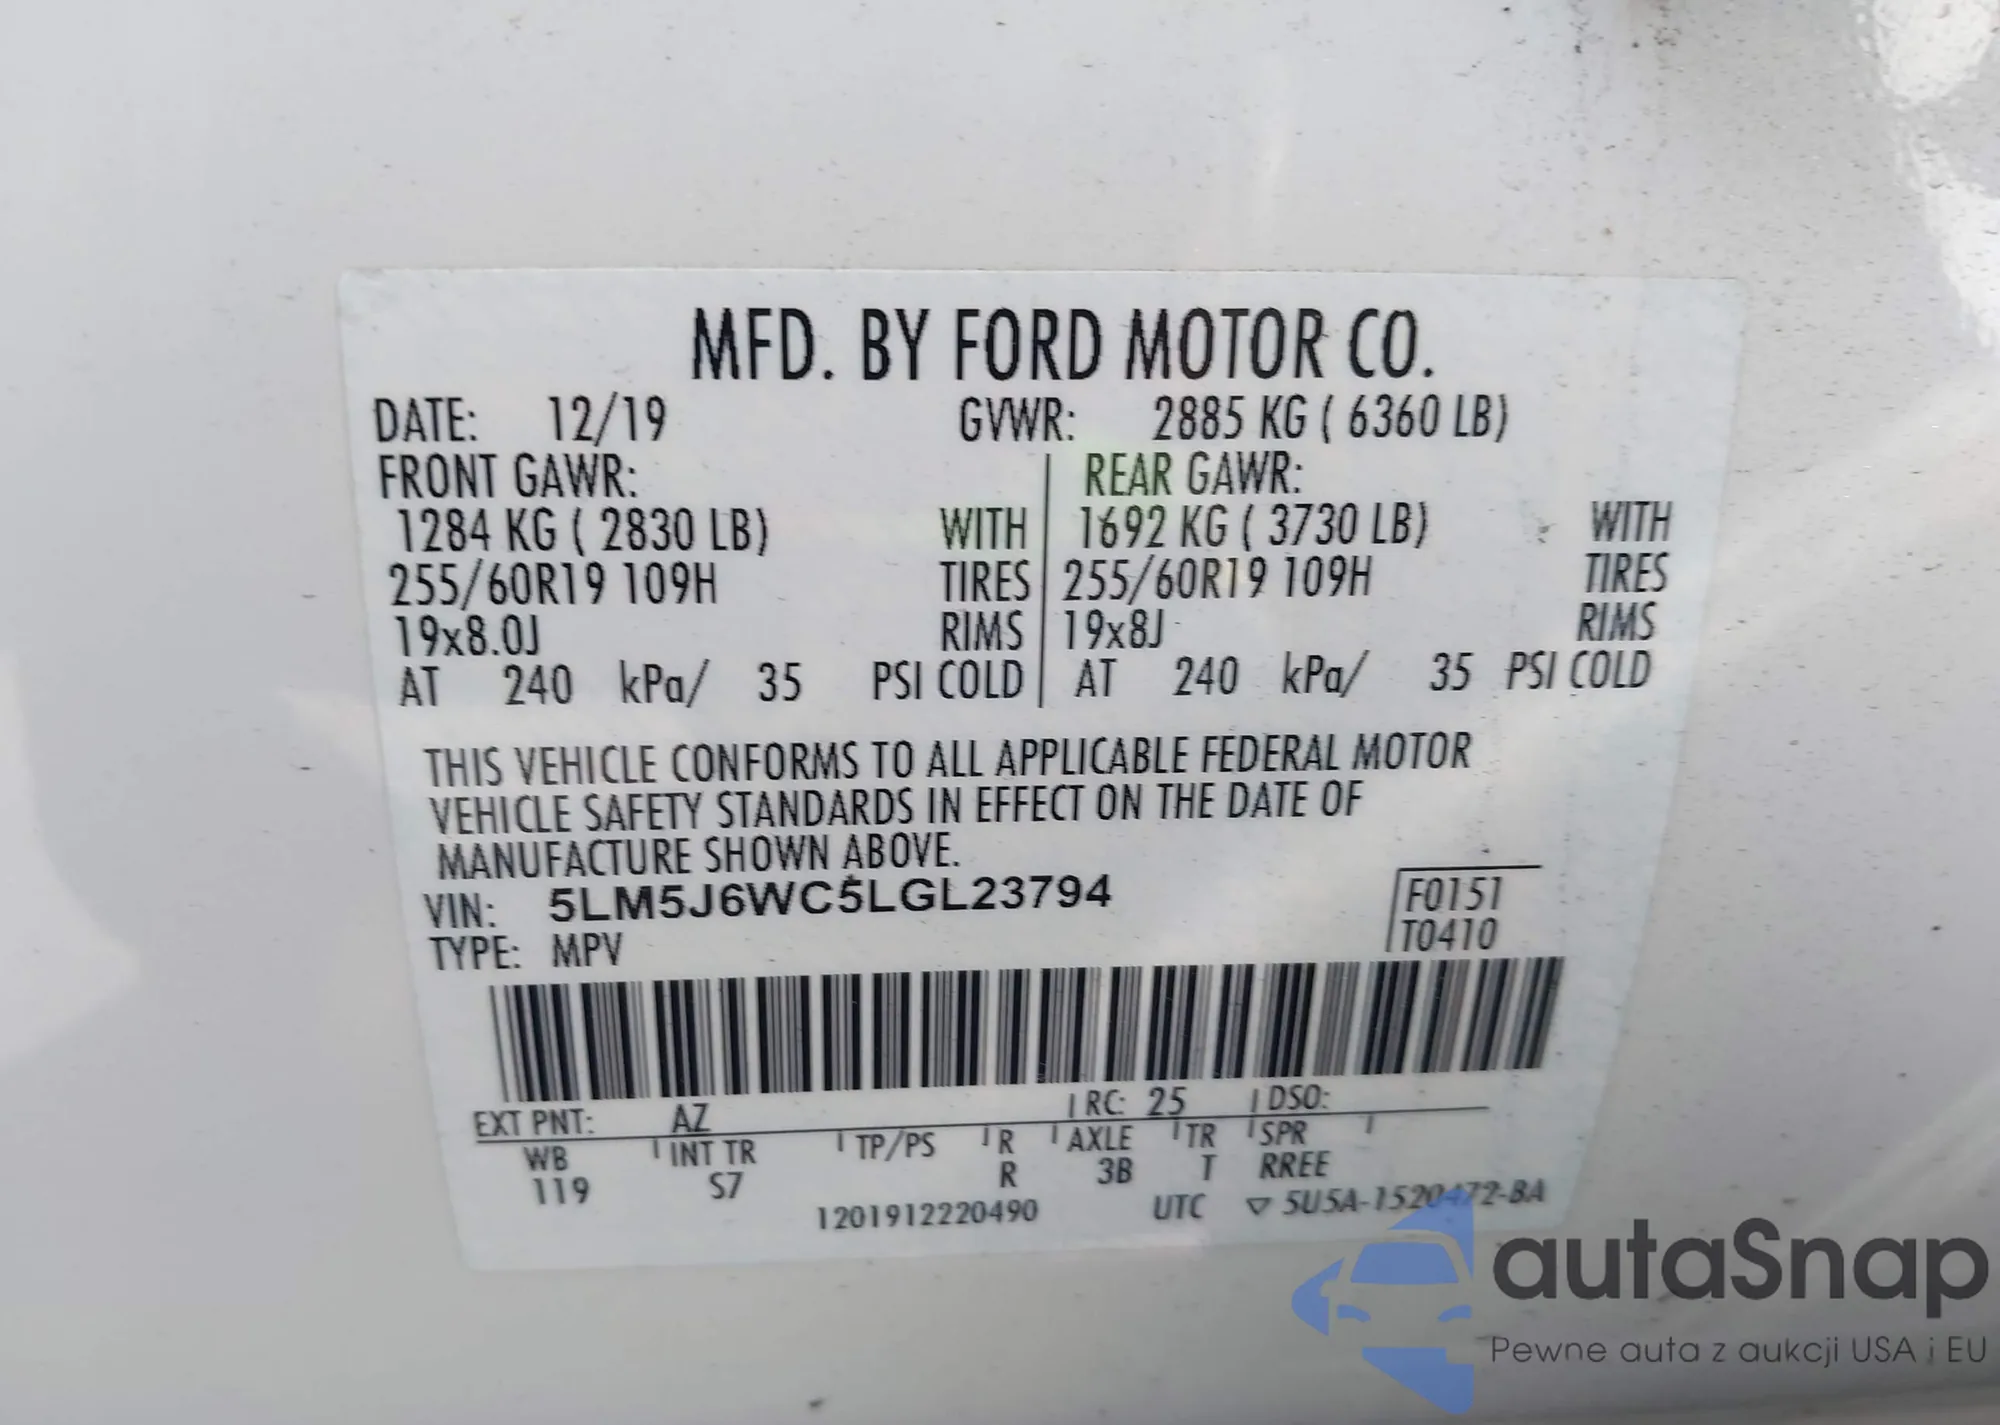 MFD. BY FORD MOTOR CO.
DATE: 12/19 GVWR: 2885 KG ( 6360 LB)
FRONT GAWR: REAR GAWR:
1284 KG ( 2830 LB) WITH 1692 KG ( 3730 LB) WITH
255/60R19 109H TIRES 255/60R19 109H TIRES
19x8.0J RIMS 19x8J RIMS
AT 240 kPa/ 35 PSI COLD AT 240 kPa/ 35 PSI COLD
THIS VEHICLE CONFORMS TO ALL APPLICABLE FEDERAL MOTOR
VEHICLE SAFETY STANDARDS IN EFFECT ON THE DATE OF
MANUFACTURE SHOWN ABOVE.
VIN: 5LM5J6WC5LGL23794 F0151
TYPE: MPV T0410
EXT PNT: AZ RC: 25 DSO:
WB INT TR TP/PS R AXLE TR SPR
119 S7 R 3B T RREE
1201912220490 UTC ▽ 5U5A-1520472-BA
autaSnap
Pewne auta z aukcji USA i EU